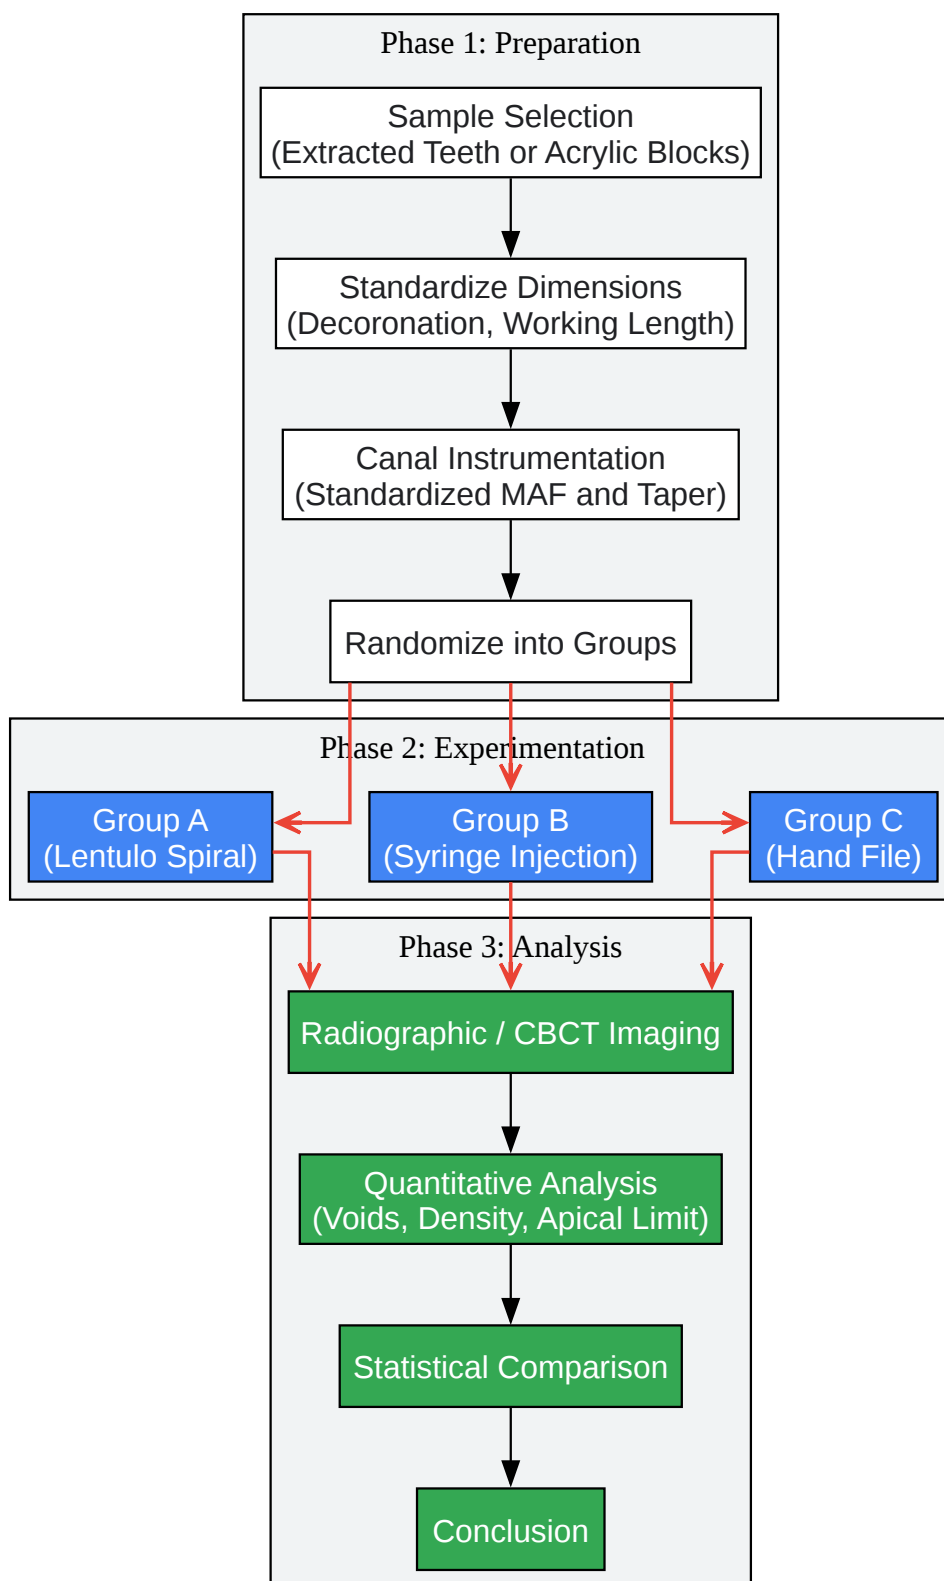 Phase 1: Preparation
Sample Selection
(Extracted Teeth or Acrylic Blocks)
Standardize Dimensions
(Decoronation, Working Length)
Canal Instrumentation
(Standardized MAF and Taper)
Randomize into Groups
Phase 2: Experimentation
Group A
(Lentulo Spiral)
Group B
(Syringe Injection)
Group C
(Hand File)
Phase 3: Analysis
Radiographic / CBCT Imaging
Quantitative Analysis
(Voids, Density, Apical Limit)
Statistical Comparison
Conclusion